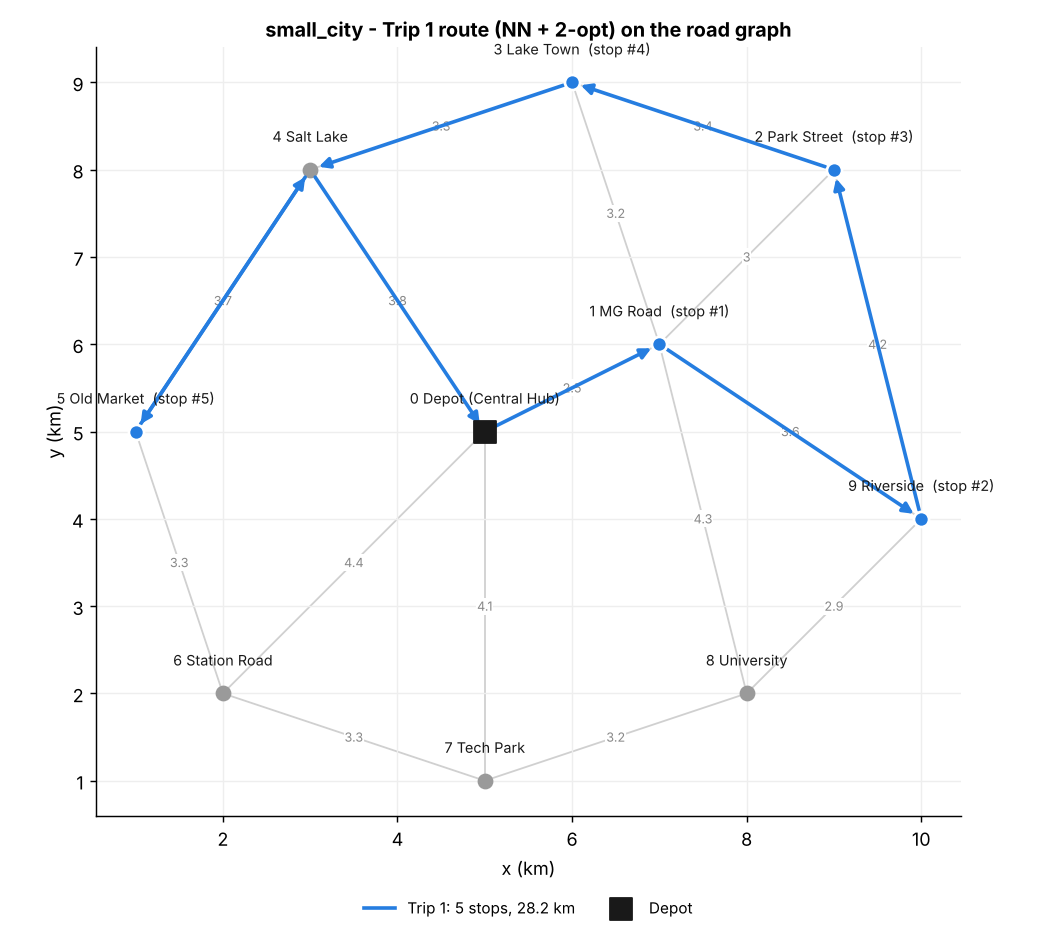 small_city - Trip 1 route (NN + 2-opt) on the road graph
3 Lake Town (stop #4)
9
4 Salt Lake
3.3
3.4
2 Park Street (stop #3)
8
3.2
7
3
3.7
3.8
1 MG Road (stop #1)
6
4.2
5 Old Market (stop #5)
0 Depot (Central Hub)
3.5
y (km)
5
3.6
9 Riverside (stop #2)
4
4.3
3.3
4.4
3
4.1
2.9
6 Station Road
8 University
2
3.3
7 Tech Park
3.2
1
2 4 6 8 10
x (km)
Trip 1: 5 stops, 28.2 km Depot